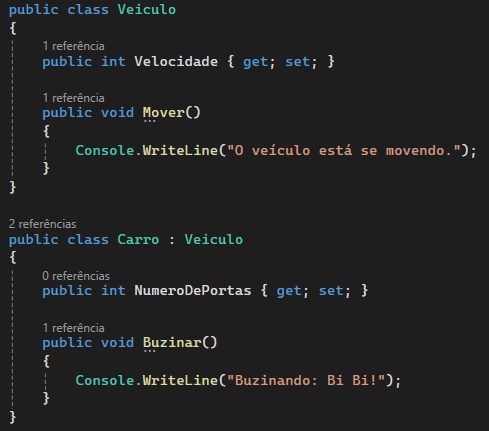 public class Veiculo
{
1 referência
public int Velocidade { get; set; }
1 referência
public void Mover()
{
Console.WriteLine("O veículo está se movendo.");
}
}
2 referências
public class Carro : Veiculo
{
0 referências
public int NumeroDePortas { get; set; }
1 referência
public void Buzinar()
{
Console.WriteLine("Buzinando: Bi Bi!");
}
}